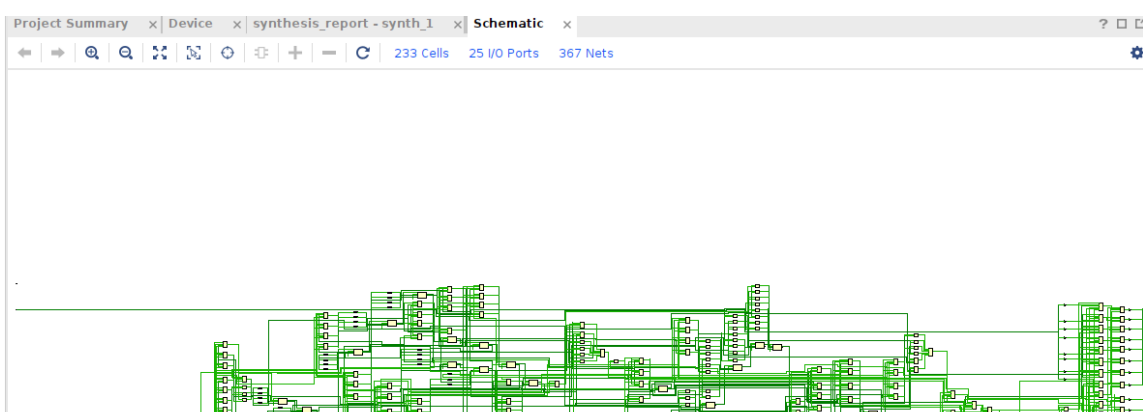 Project Summary × Device × synthesis_report - synth_1 × Schematic × ?
233 Cells 25 I/O Ports 367 Nets